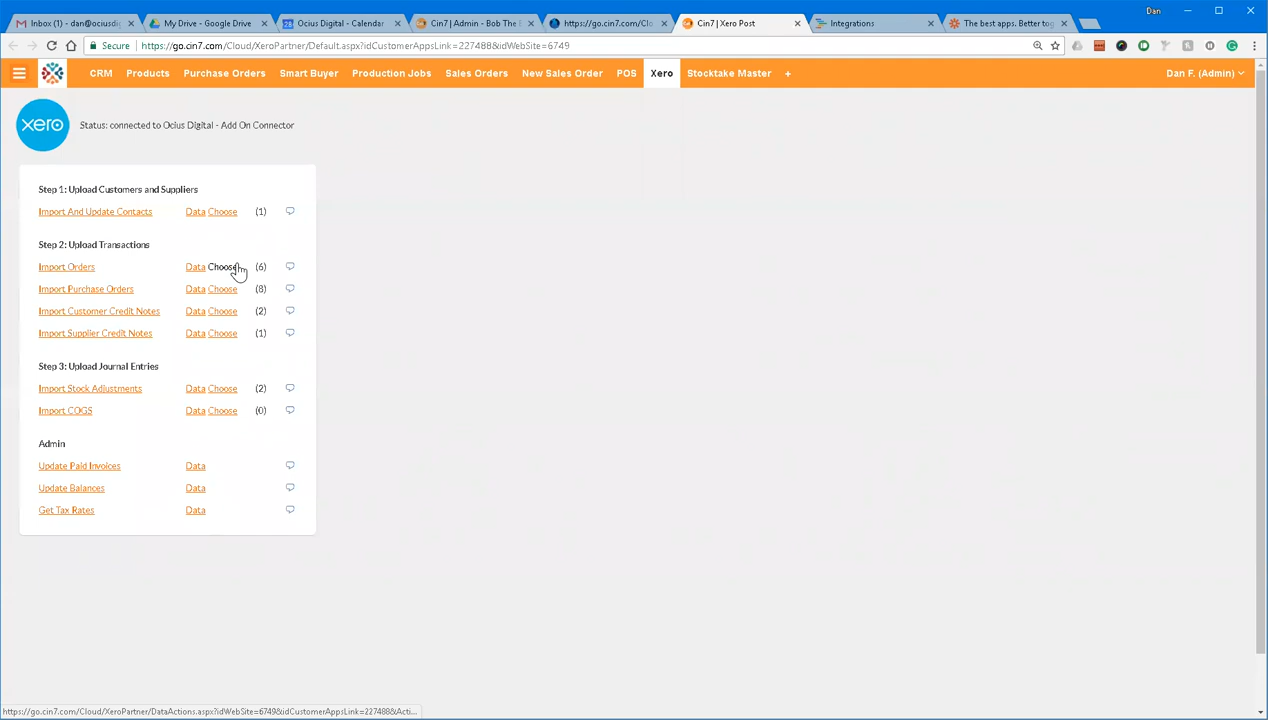 Inbox (1) - dan@ociusdig
My Drive - Google Drive
Ocius Digital - Calendar
Cin7 | Admin - Bob The B
https://go.cin7.com/Clo
Cin7 | Xero Post
Integrations
The best apps. Better tog
Dan
28
Secure
https://go.cin7.com/Cloud/XeroPartner/Default.aspx?idCustomerAppsLink=227488&idWebSite=6749
CRM Products Purchase Orders Smart Buyer Production Jobs Sales Orders New Sales Order POS Xero Stocktake Master + Dan F. (Admin)
xero
Status: connected to Ocius Digital - Add On Connector
Step 1: Upload Customers and Suppliers
Import And Update Contacts Data Choose (1)
Step 2: Upload Transactions
Import Orders Data Choose (6)
Import Purchase Orders Data Choose (8)
Import Customer Credit Notes Data Choose (2)
Import Supplier Credit Notes Data Choose (1)
Step 3: Upload Journal Entries
Import Stock Adjustments Data Choose (2)
Import COGS Data Choose (0)
Admin
Update Paid Invoices Data
Update Balances Data
Get Tax Rates Data
https://go.cin7.com/Cloud/XeroPartner/DataActions.aspx?idWebSite=6749&idCustomerAppsLink=227488&Acti...